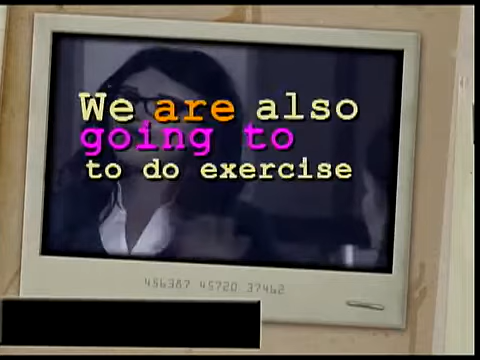 We are also
going to
to do exercise
456387 45720 37462